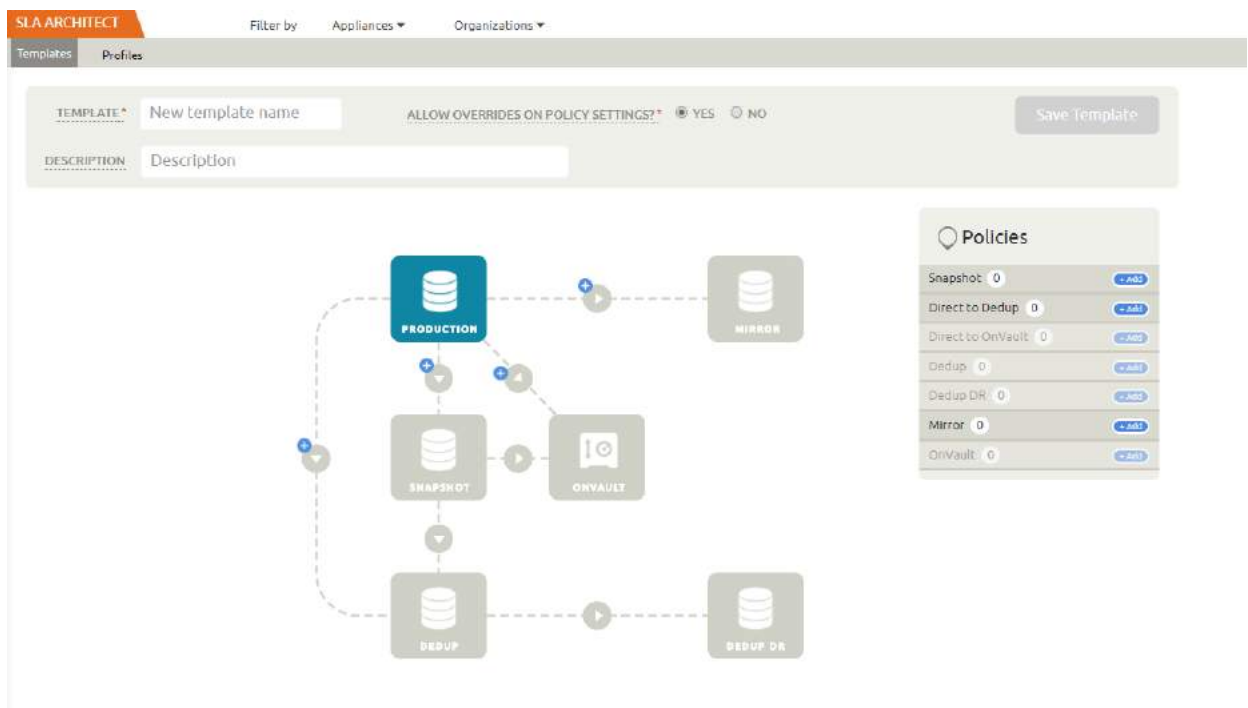 SLA ARCHITECT
Filter by Appliances Organizations
Templates Profiles
TEMPLATE* New template name ALLOW OVERRIDES ON POLICY SETTINGS?* YES NO Save Template
DESCRIPTION Description
Policies
Snapshot 0 + Add
Direct to Dedup 0 + Add
Direct to OnVault 0 + Add
Dedup 0 + Add
Dedup DR 0 + Add
Mirror 0 + Add
OnVault 0 + Add
PRODUCTION MIRROR
SNAPSHOT ONVAULT
DEDUP DEDUP DR